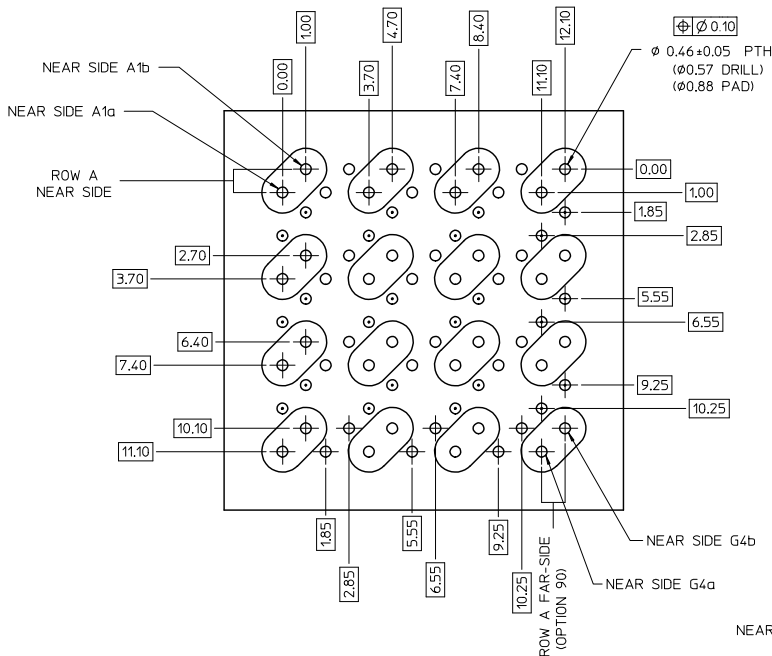 1.00
4.70
8.40
12.10
⌖ Ø 0.10
Ø 0.46±0.05 PTH
(Ø0.57 DRILL)
(Ø0.88 PAD)
0.00
3.70
7.40
11.10
NEAR SIDE A1b
NEAR SIDE A1a
ROW A
NEAR SIDE
0.00
1.00
1.85
2.85
2.70
3.70
5.55
6.55
6.40
7.40
9.25
10.25
10.10
11.10
1.85
2.85
5.55
6.55
9.25
10.25
ROW A FAR-SIDE
(OPTION 90)
NEAR SIDE G4b
NEAR SIDE G4a
NEAR